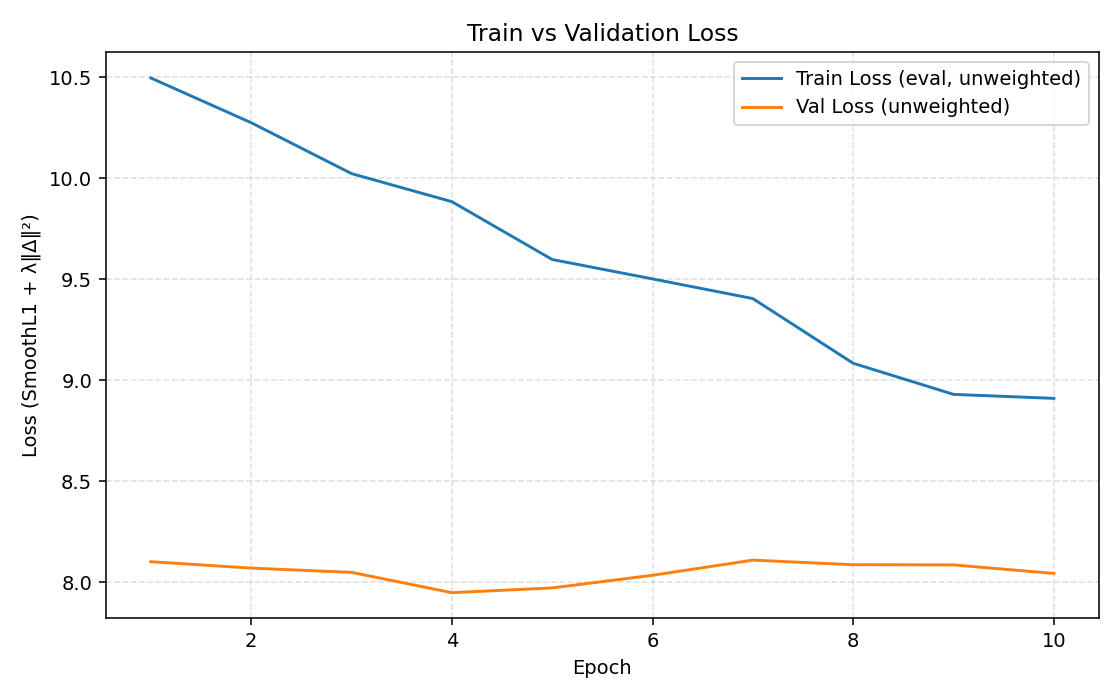 Train vs Validation Loss
Train Loss (eval, unweighted)
Val Loss (unweighted)
Loss (SmoothL1 + λ‖Δ‖²)
10.5
10.0
9.5
9.0
8.5
8.0
2 4 6 8 10
Epoch